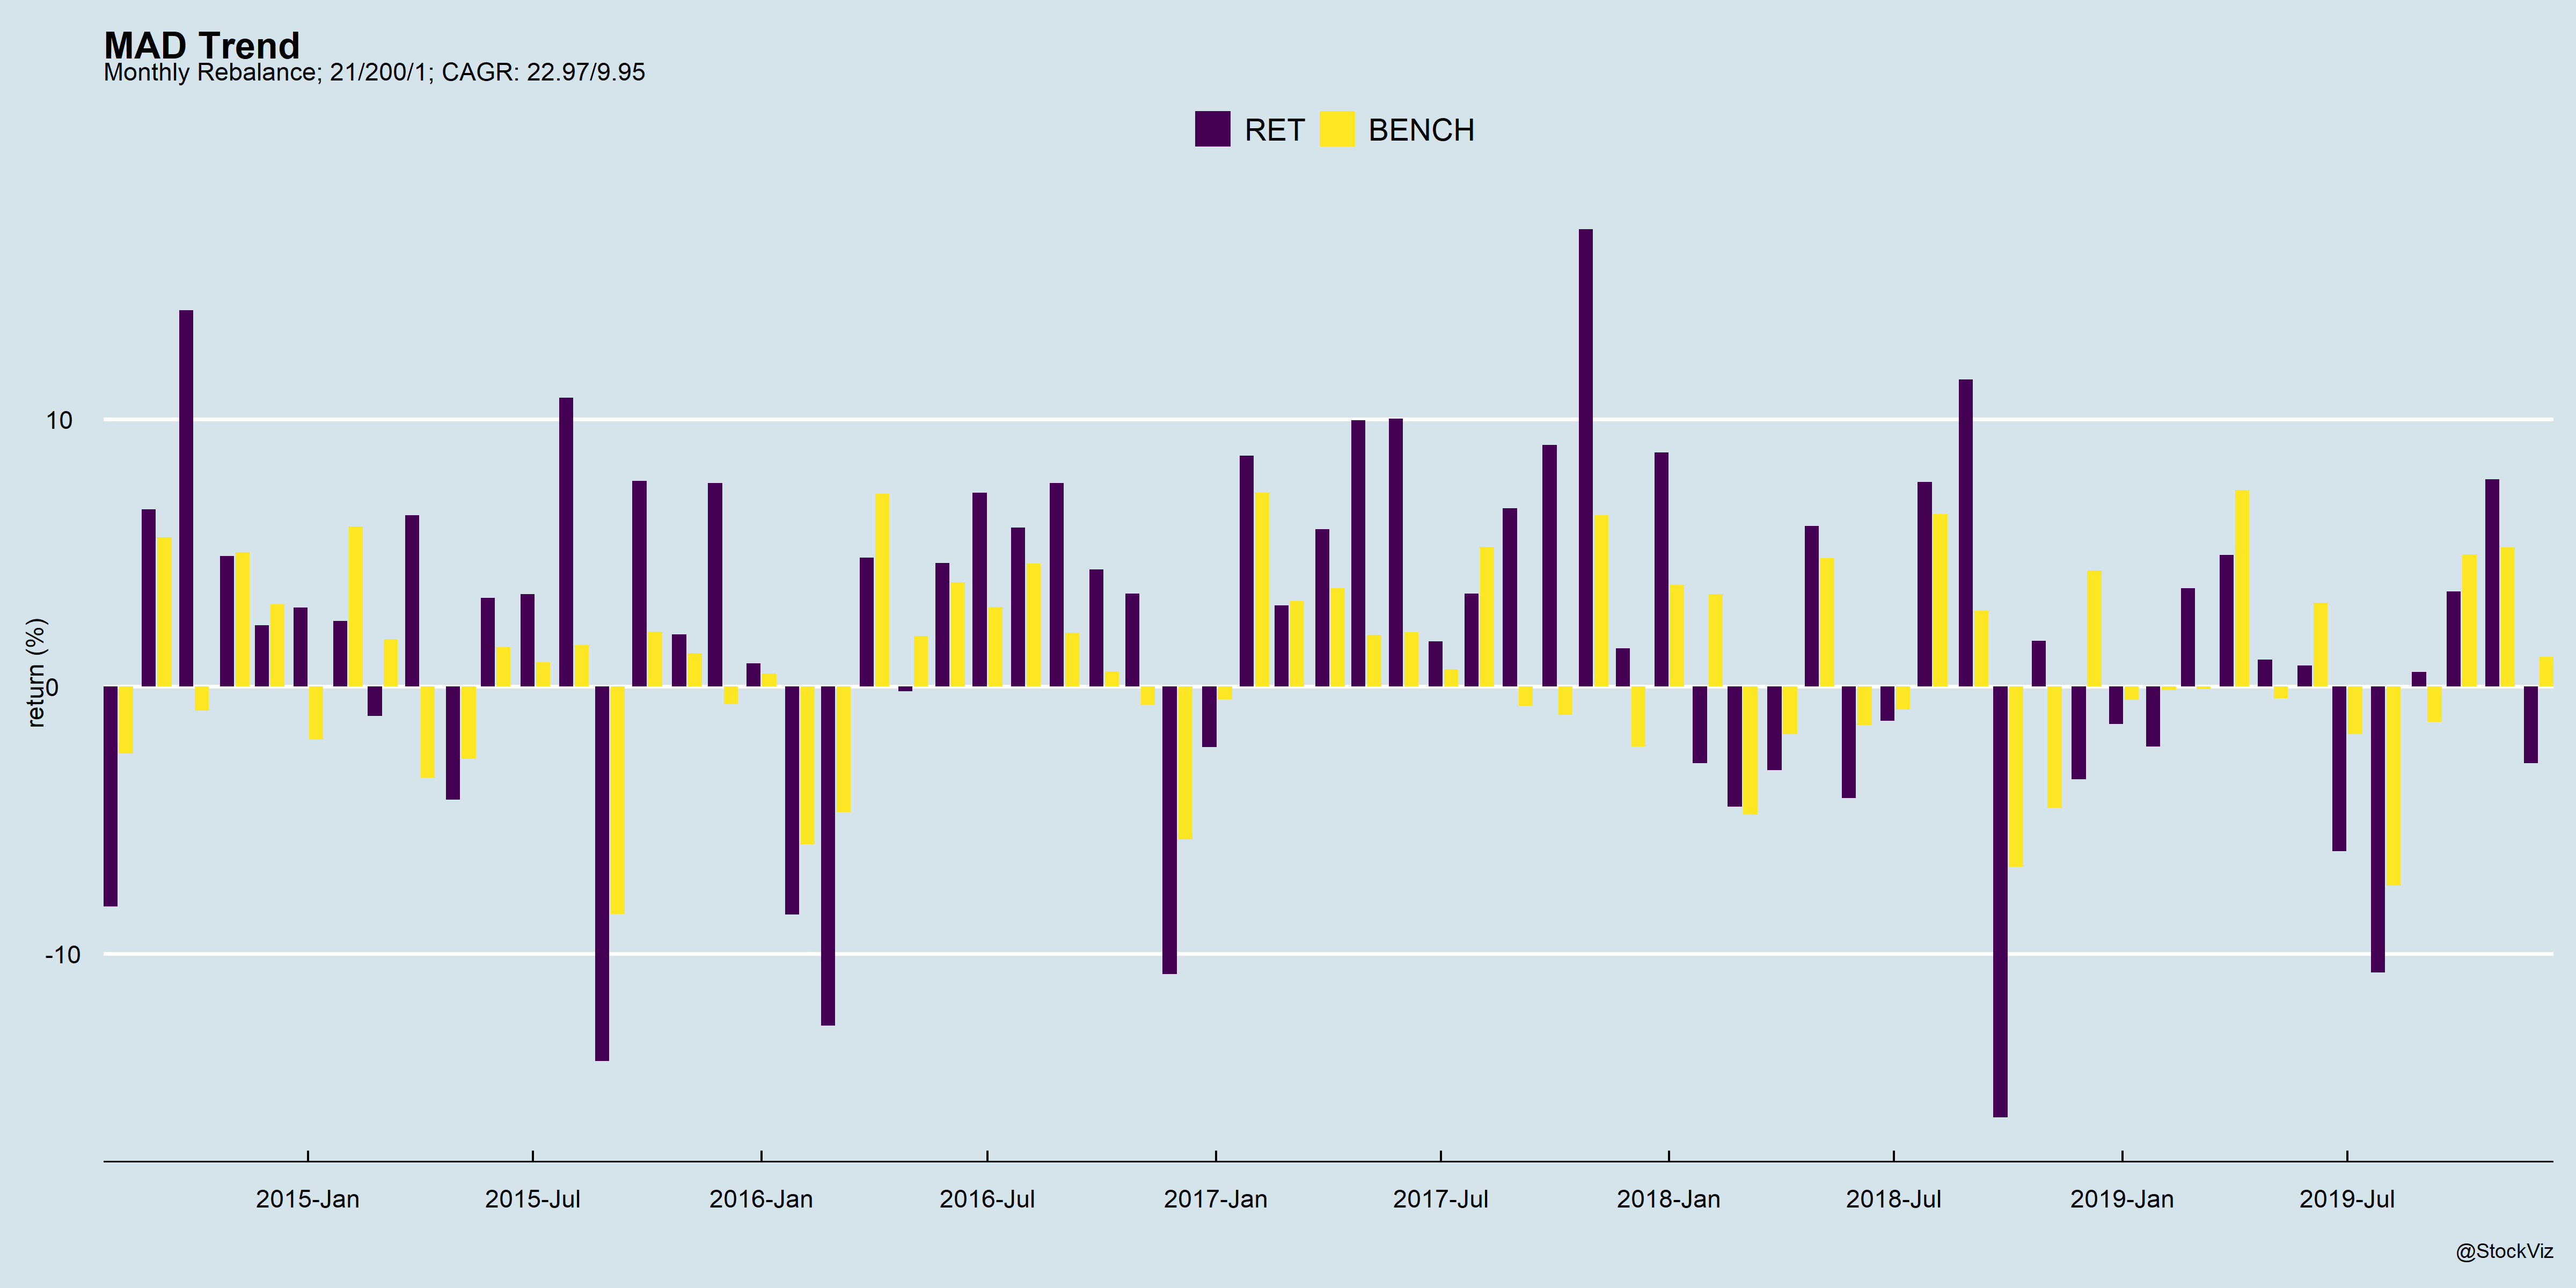 MAD Trend
Monthly Rebalance; 21/200/1; CAGR: 22.97/9.95
RET BENCH
10
return (%)
0
-10
2015-Jan 2015-Jul 2016-Jan 2016-Jul 2017-Jan 2017-Jul 2018-Jan 2018-Jul 2019-Jan 2019-Jul
@StockViz